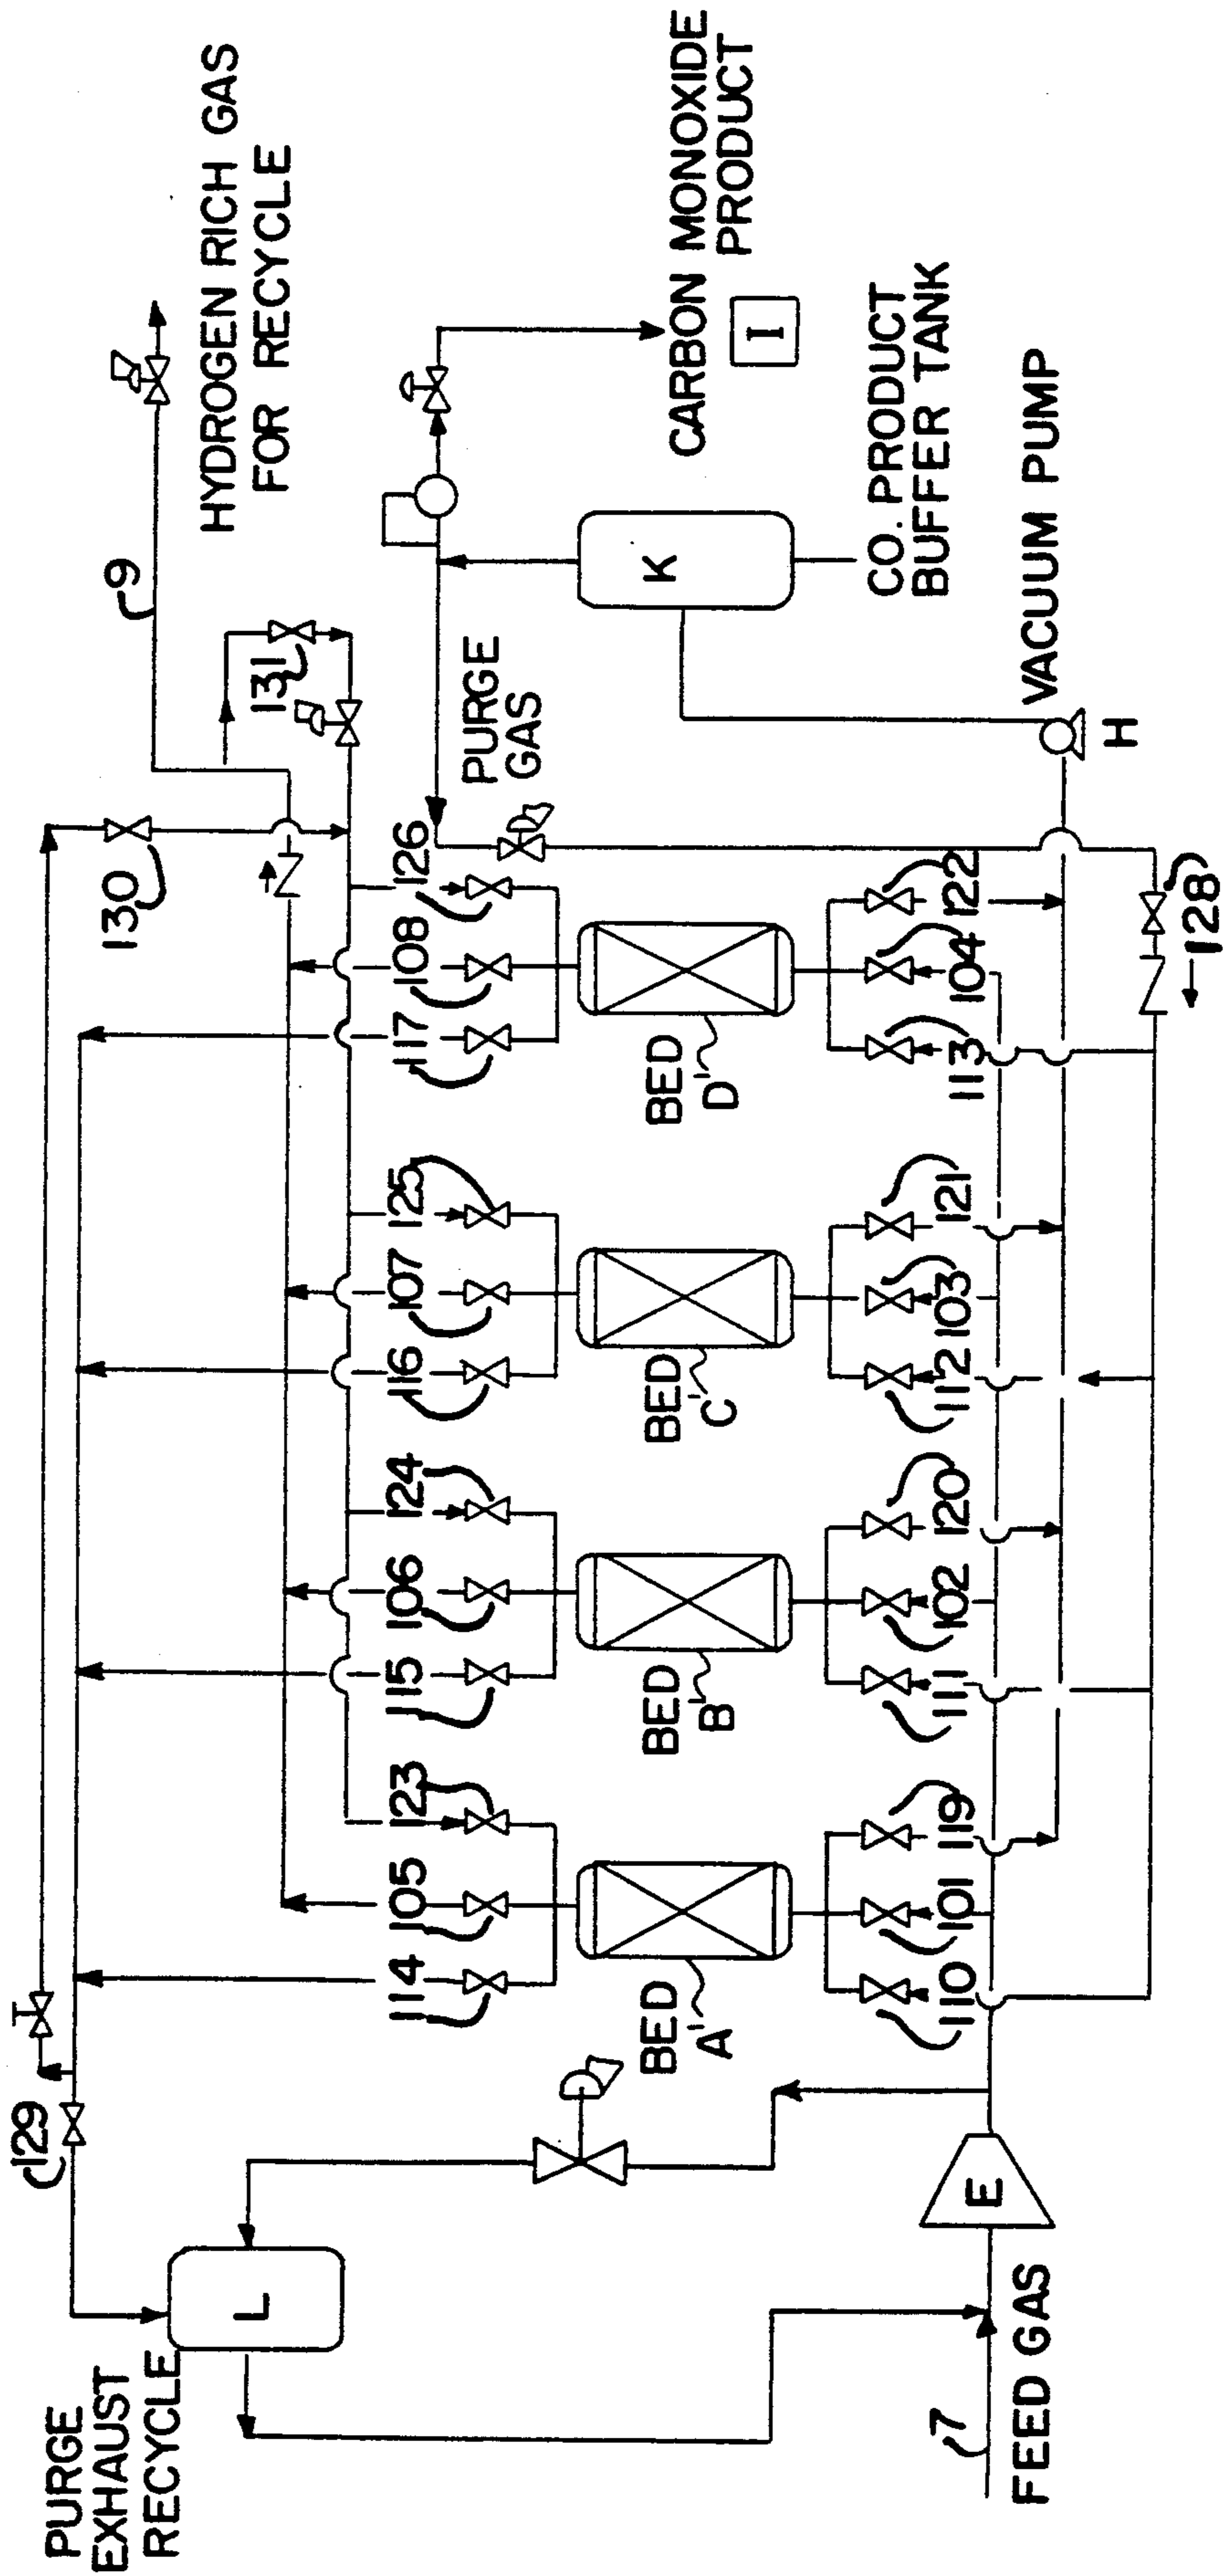 PURGE
EXHAUST
RECYCLE
L
129
130
9
HYDROGEN RICH GAS
FOR RECYCLE
131
114
105
123
115
106
124
116
107
125
117
108
126
PURGE
GAS
CARBON MONOXIDE
PRODUCT
I
K
CO. PRODUCT
BUFFER TANK
BED
A
BED
B
BED
C
BED
D
110
101
119
111
102
120
112
103
121
113
104
122
VACUUM PUMP
H
128
E
7
FEED GAS